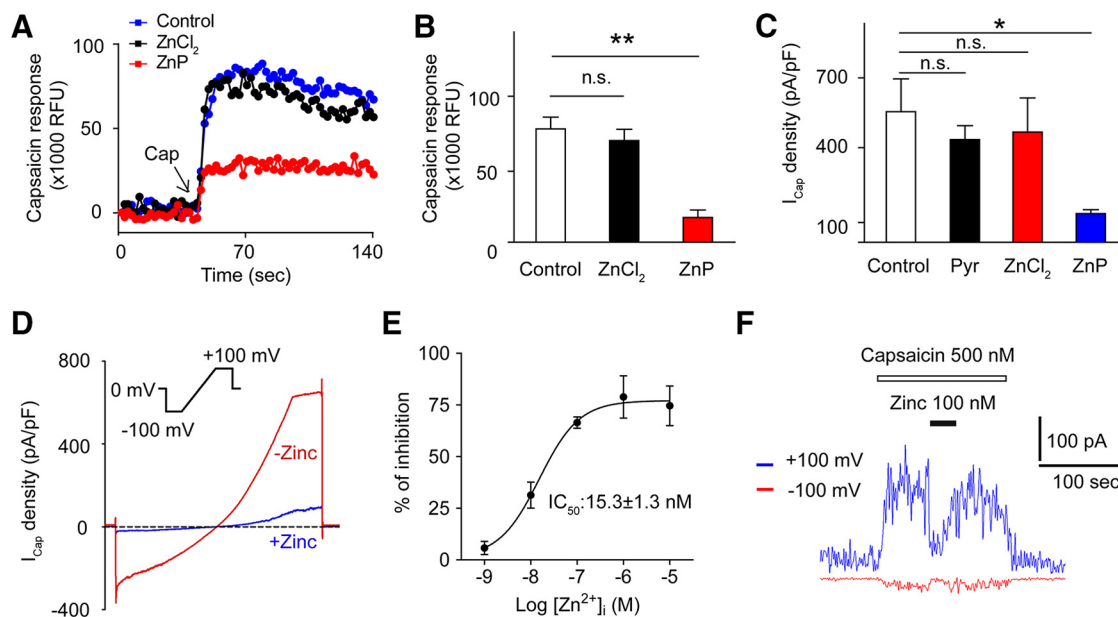 A
Control
ZnCl2
ZnP
Capsaicin response
(x1000 RFU)
100
50
0
Cap
0
70
140
Time (sec)
B
Capsaicin response
(x1000 RFU)
100
50
0
**
n.s.
Control
ZnCl2
ZnP
C
ICap density (pA/pF)
700
400
100
*
n.s.
n.s.
Control
Pyr
ZnCl2
ZnP
D
ICap density (pA/pF)
800
400
0
-400
+100 mV
0 mV
-100 mV
-Zinc
+Zinc
E
% of inhibition
100
75
50
25
0
IC50:15.3±1.3 nM
-9
-8
-7
-6
-5
Log [Zn2+]i (M)
F
Capsaicin 500 nM
Zinc 100 nM
+100 mV
-100 mV
100 pA
100 sec